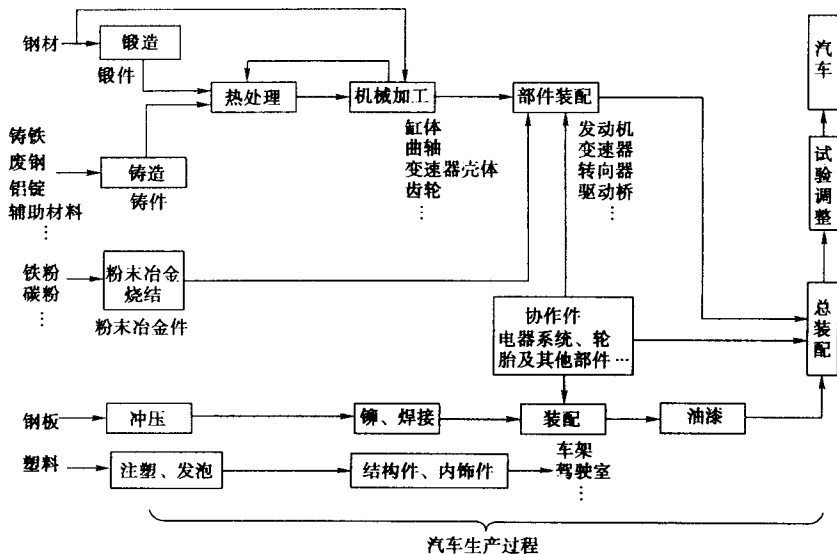 钢材
锻造
锻件
热处理
机械加工
缸体
曲轴
变速器壳体
齿轮
…
部件装配
发动机
变速器
转向器
驱动桥
…
汽车
试验调整
总装配
铸铁
废钢
铝锭
辅助材料
…
铸造
铸件
铁粉
碳粉
…
粉末冶金
烧结
粉末冶金件
协作件
电器系统、轮
胎及其他部件…
钢板
冲压
铆、焊接
装配
油漆
塑料
注塑、发泡
结构件、内饰件
车架
驾驶室
…
汽车生产过程